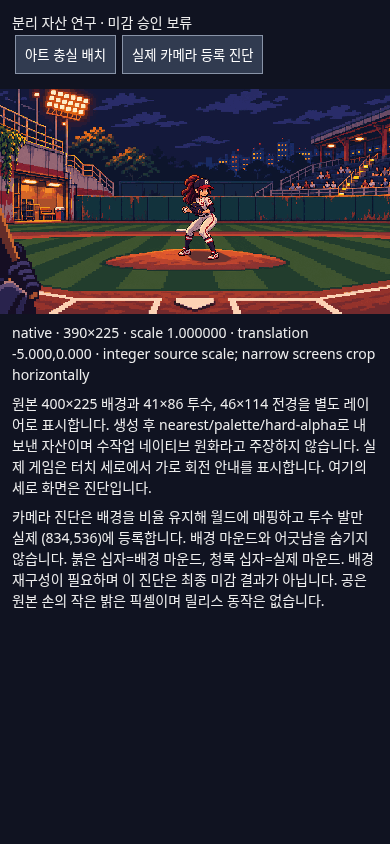 분리 자산 연구 · 미감 승인 보류
아트 충실 배치
실제 카메라 등록 진단
native · 390×225 · scale 1.000000 · translation
-5.000,0.000 · integer source scale; narrow screens crop
horizontally
원본 400×225 배경과 41×86 투수, 46×114 전경을 별도 레이
어로 표시합니다. 생성 후 nearest/palette/hard-alpha로 내
보낸 자산이며 수작업 네이티브 원화라고 주장하지 않습니다. 실
제 게임은 터치 세로에서 가로 회전 안내를 표시합니다. 여기의
세로 화면은 진단입니다.
카메라 진단은 배경을 비율 유지해 월드에 매핑하고 투수 발만
실제 (834,536)에 등록합니다. 배경 마운드와 어긋남을 숨기지
않습니다. 붉은 십자=배경 마운드, 청록 십자=실제 마운드. 배경
재구성이 필요하며 이 진단은 최종 미감 결과가 아닙니다. 공은
원본 손의 작은 밝은 픽셀이며 릴리스 동작은 없습니다.